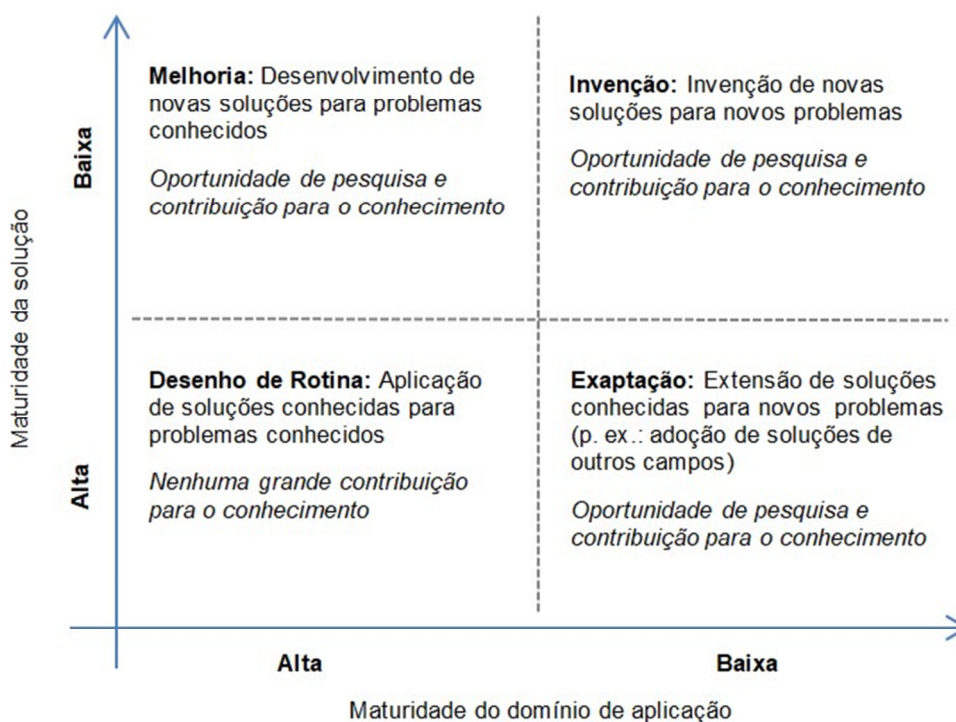 Melhoria: Desenvolvimento de
novas soluções para problemas
conhecidos
Oportunidade de pesquisa e
contribuição para o conhecimento
Invenção: Invenção de novas
soluções para novos problemas
Oportunidade de pesquisa e
contribuição para o conhecimento
Baixa
Maturidade da solução
Desenho de Rotina: Aplicação
de soluções conhecidas para
problemas conhecidos
Nenhuma grande contribuição
para o conhecimento
Exaptação: Extensão de soluções
conhecidas para novos problemas
(p. ex.: adoção de soluções de
outros campos)
Oportunidade de pesquisa e
contribuição para o conhecimento
Alta
Alta
Baixa
Maturidade do domínio de aplicação